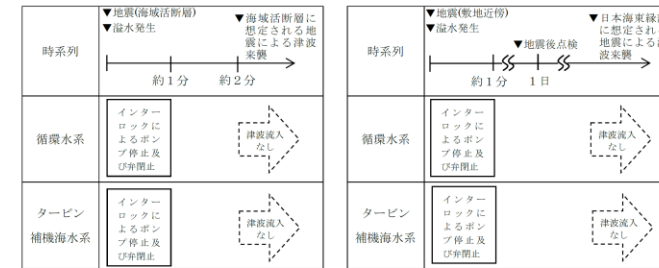 時系列
▼地震(海域活断層)
▼溢水発生
▼海域活断層に
想定される地
震による津波
来襲
約1分
約2分
循環水系
インター
ロックに
よるポン
プ停止及
び弁閉止
津波流入
なし
タービン
補機海水系
インター
ロックに
よるポン
プ停止及
び弁閉止
津波流入
なし
時系列
▼地震(敷地近傍)
▼溢水発生
▼地震後点検
▼日本海東縁
に想定される
地震による
波来襲
約1分
1日
循環水系
インター
ロックに
よるポン
プ停止及
び弁閉止
津波流入
なし
タービン
補機海水系
インター
ロックに
よるポン
プ停止及
び弁閉止
津波流入
なし